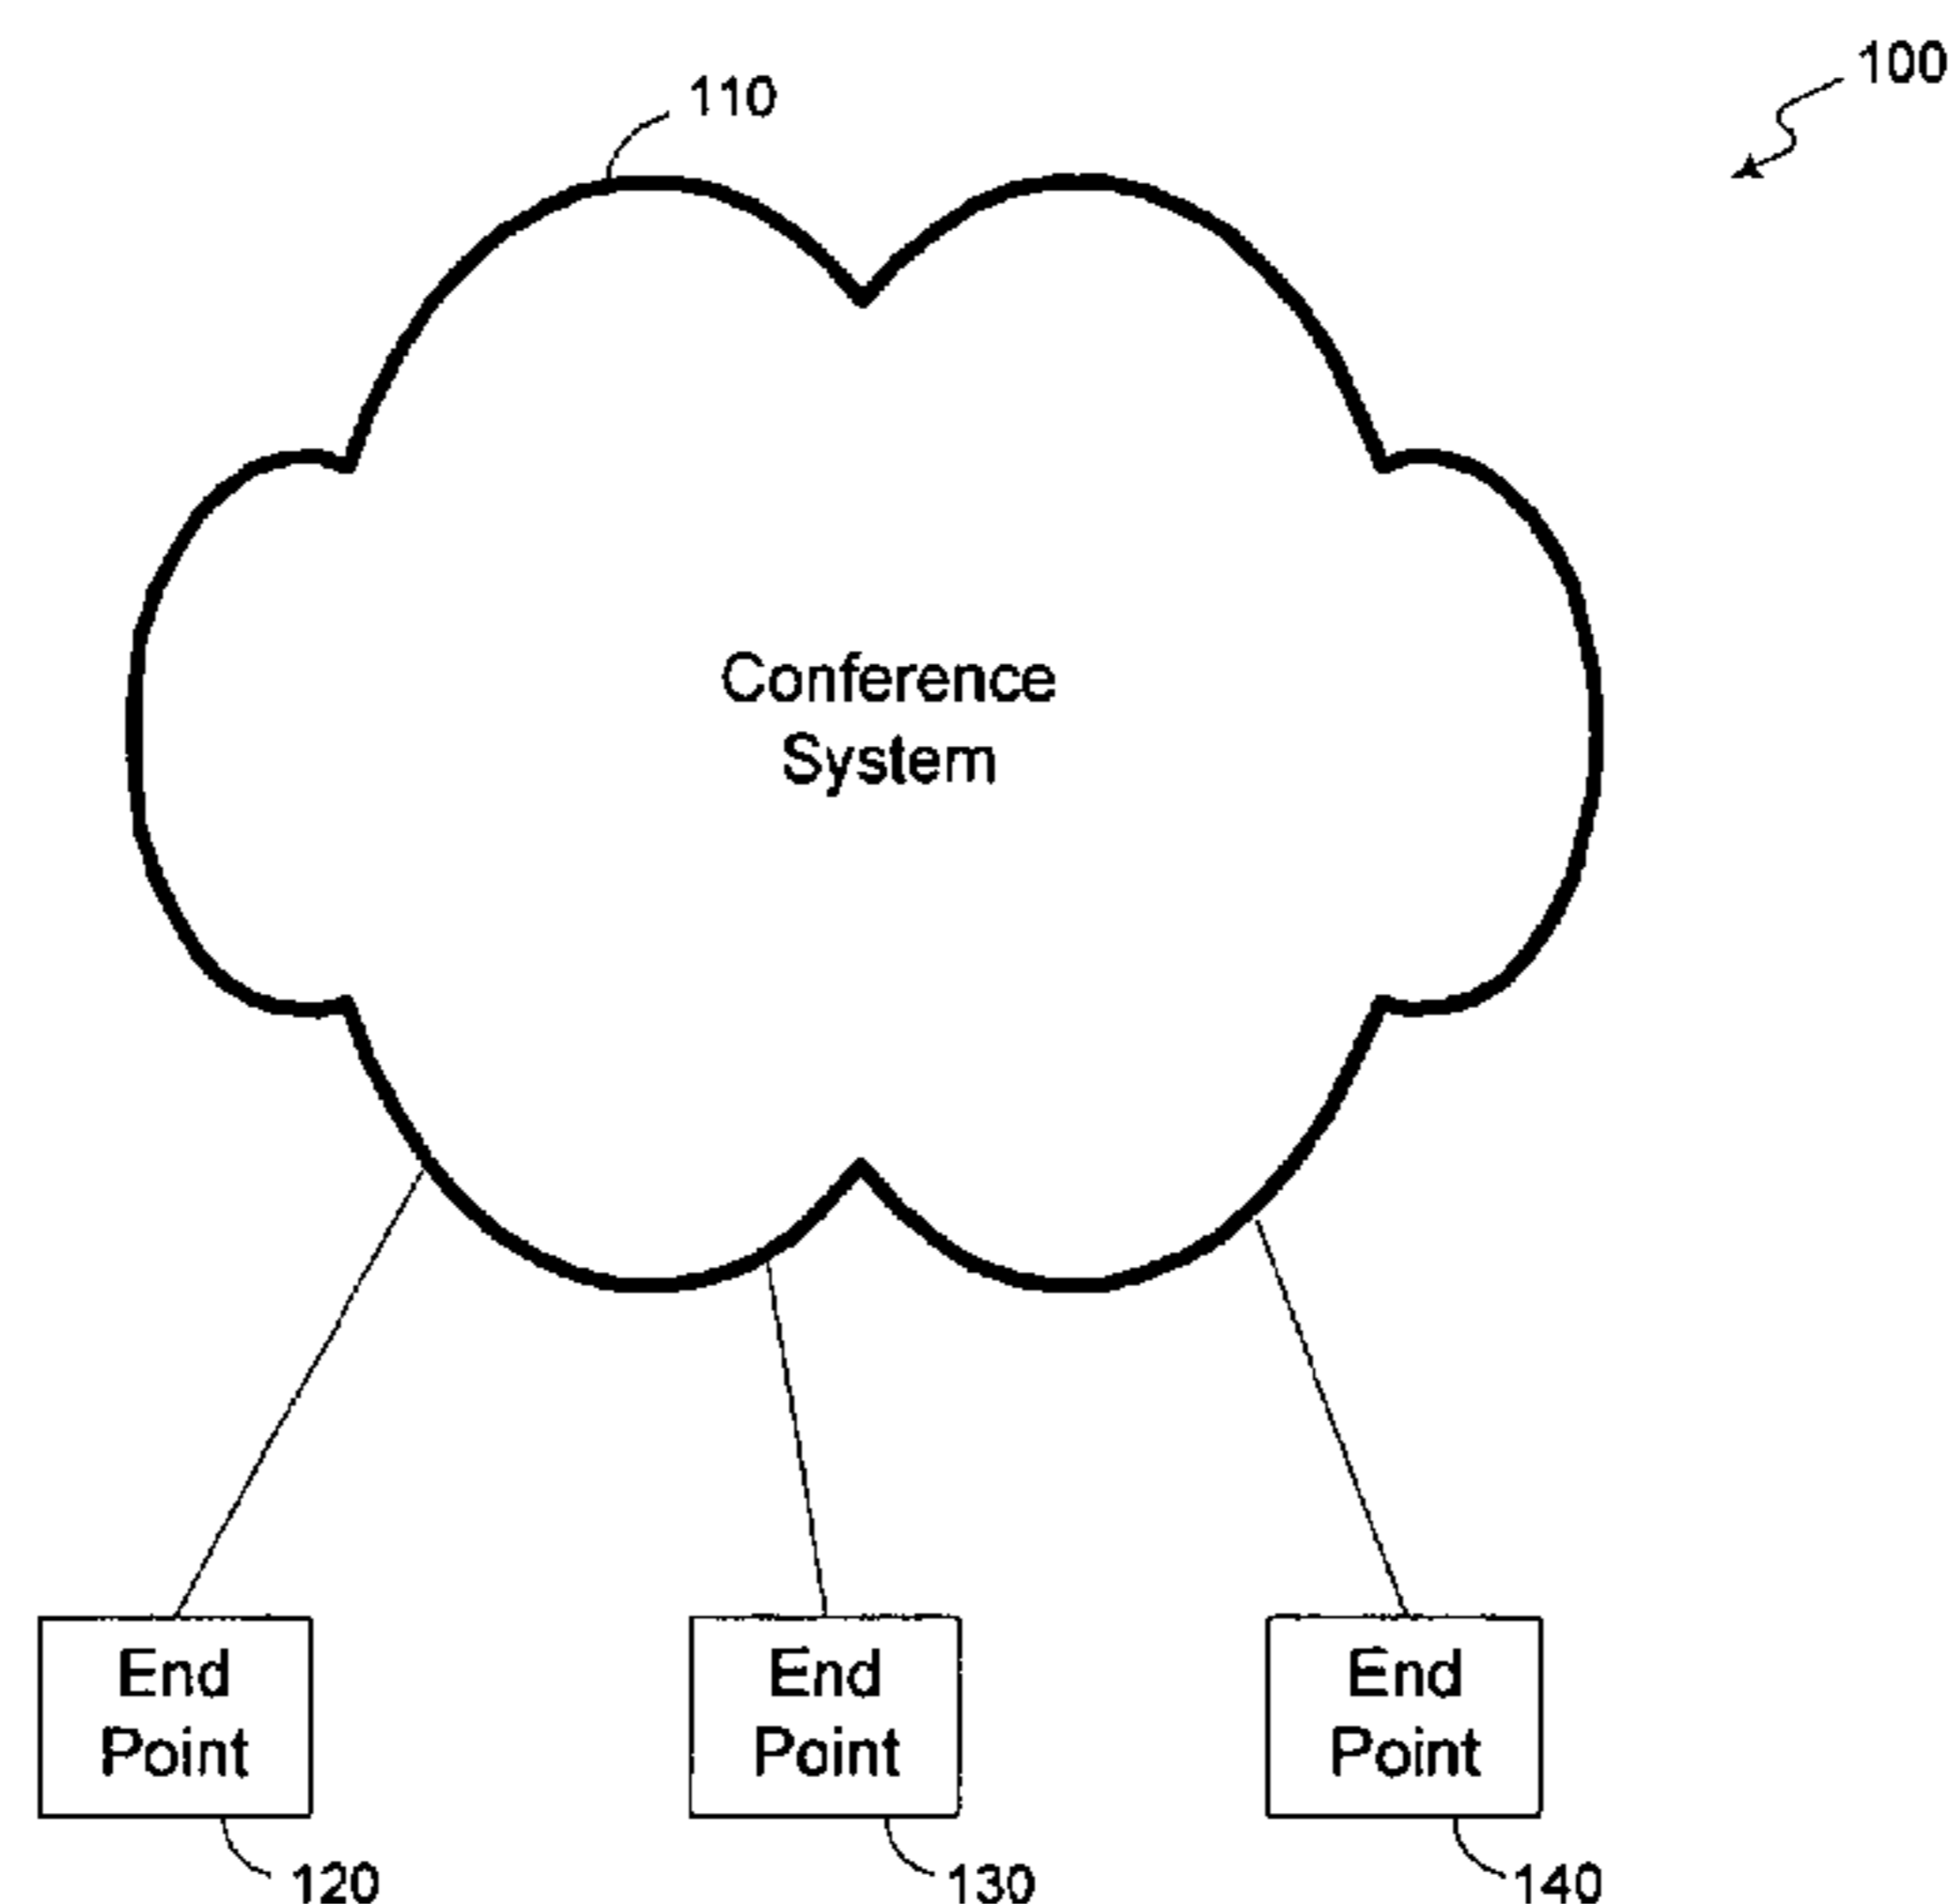 100
110
Conference
System
End
Point
End
Point
End
Point
120
130
140